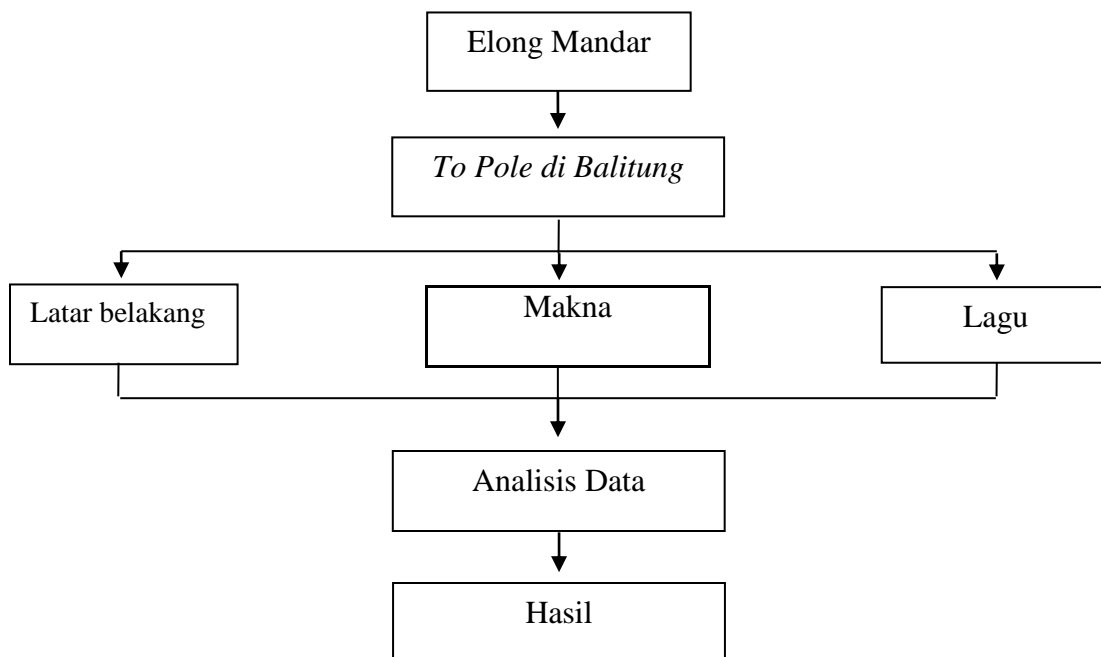 Elong Mandar
To Pole di Balitung
Latar belakang
Makna
Lagu
Analisis Data
Hasil